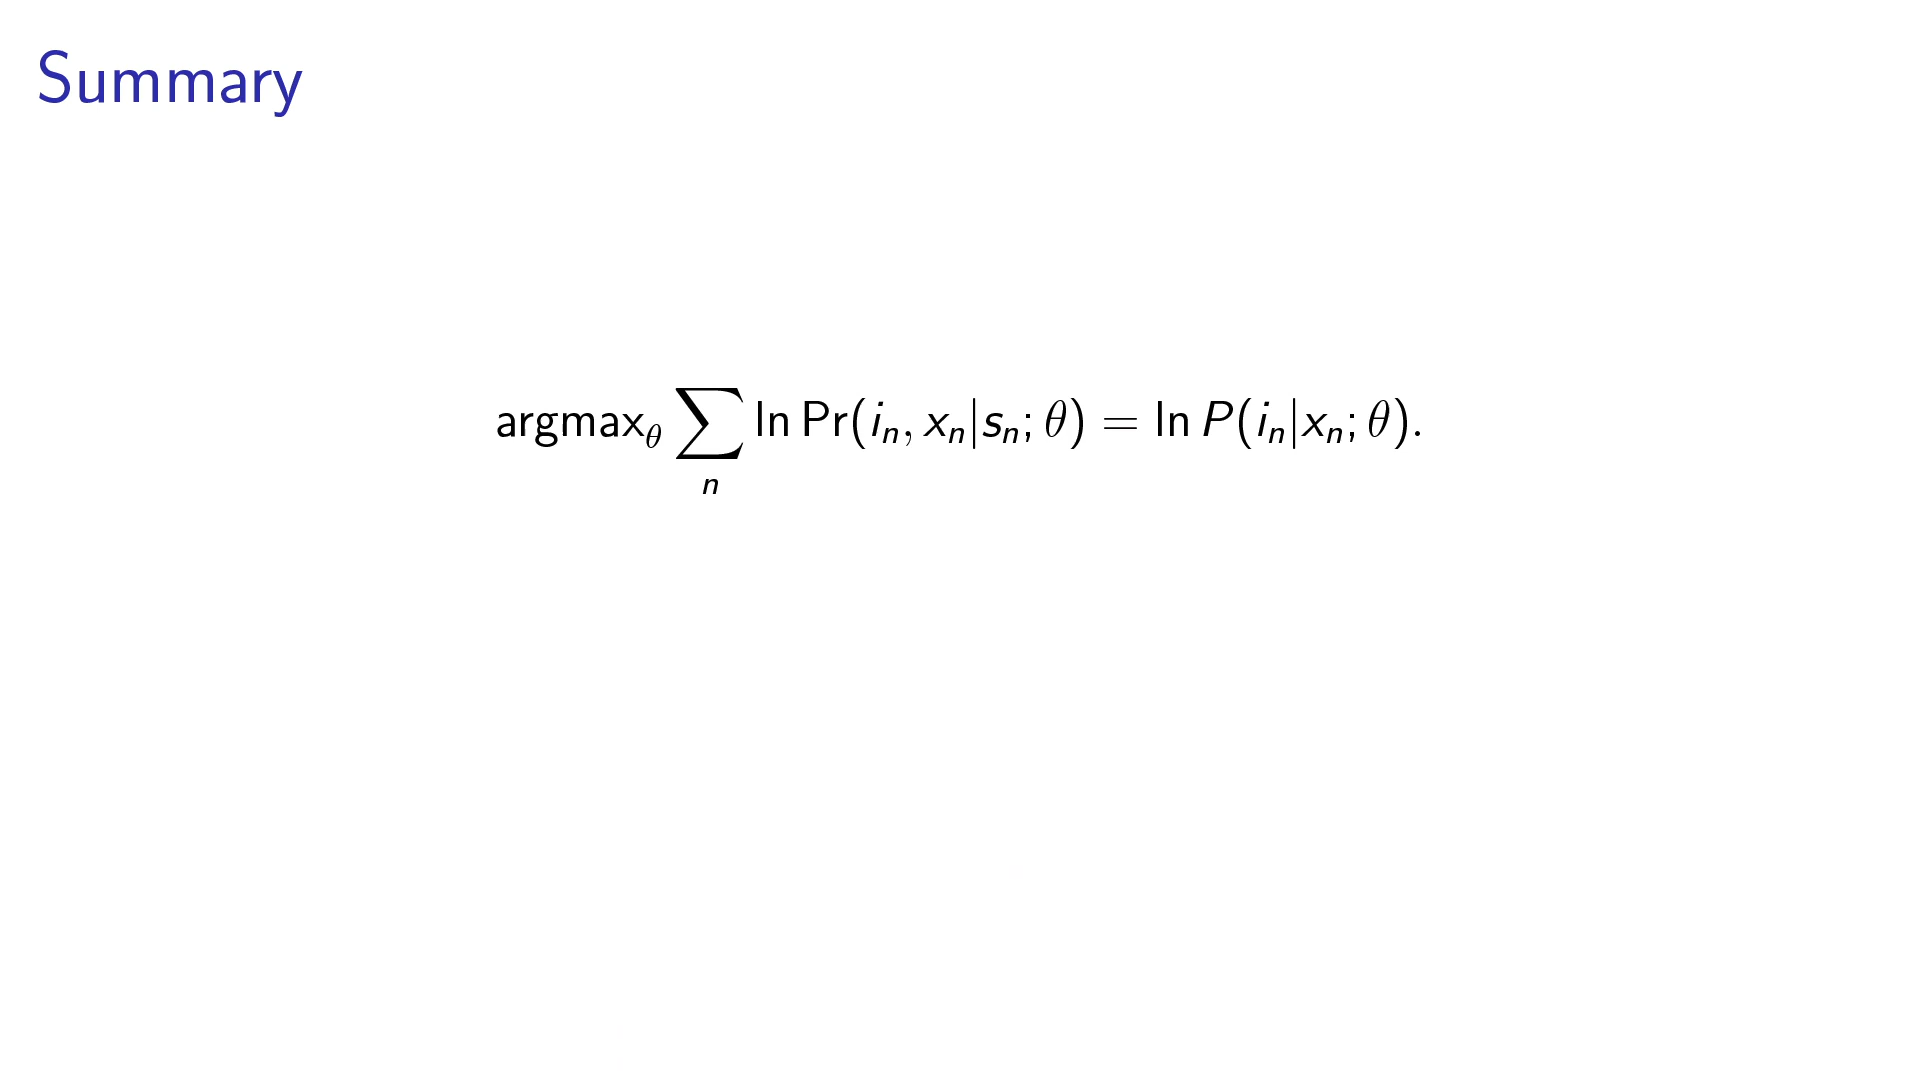 Summary
argmax_θ ∑_n ln Pr(i_n, x_n|s_n; θ) = ln P(i_n|x_n; θ).